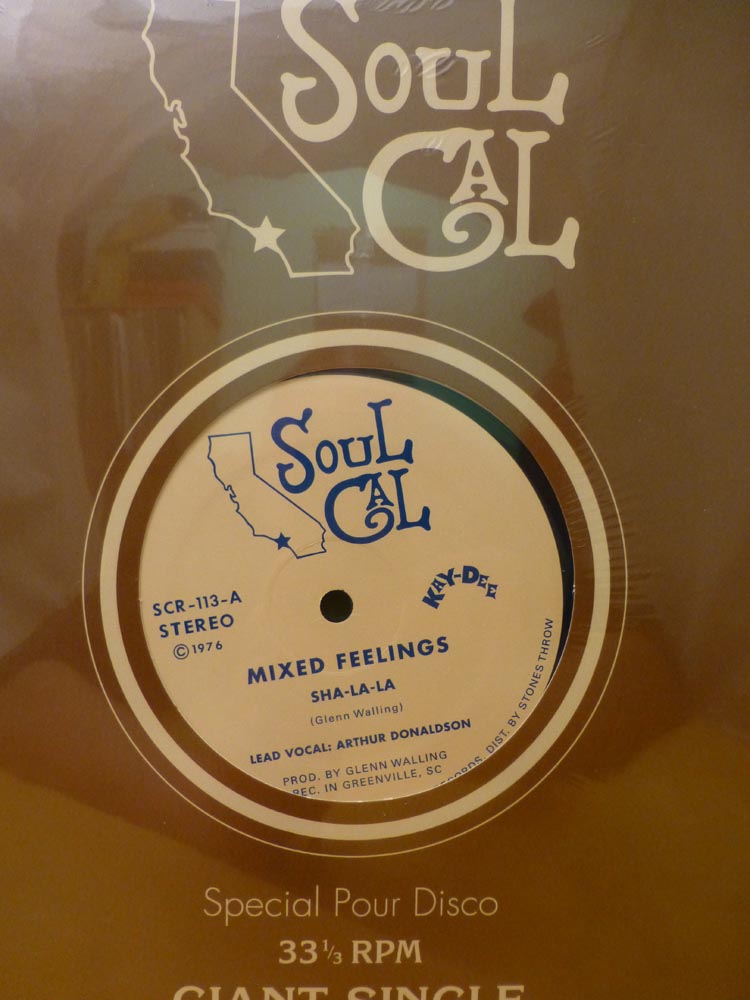 SOUL
CAL
SOUL
CAL
SCR-113-A
STEREO
©1976
KAY-DEE
MIXED FEELINGS
SHA-LA-LA
(Glenn Walling)
LEAD VOCAL: ARTHUR DONALDSON
PROD. BY GLENN WALLING
REC. IN GREENVILLE, SC
DIST. BY STONES THROW
Special Pour Disco
33⅓ RPM
GIANT SINGLE